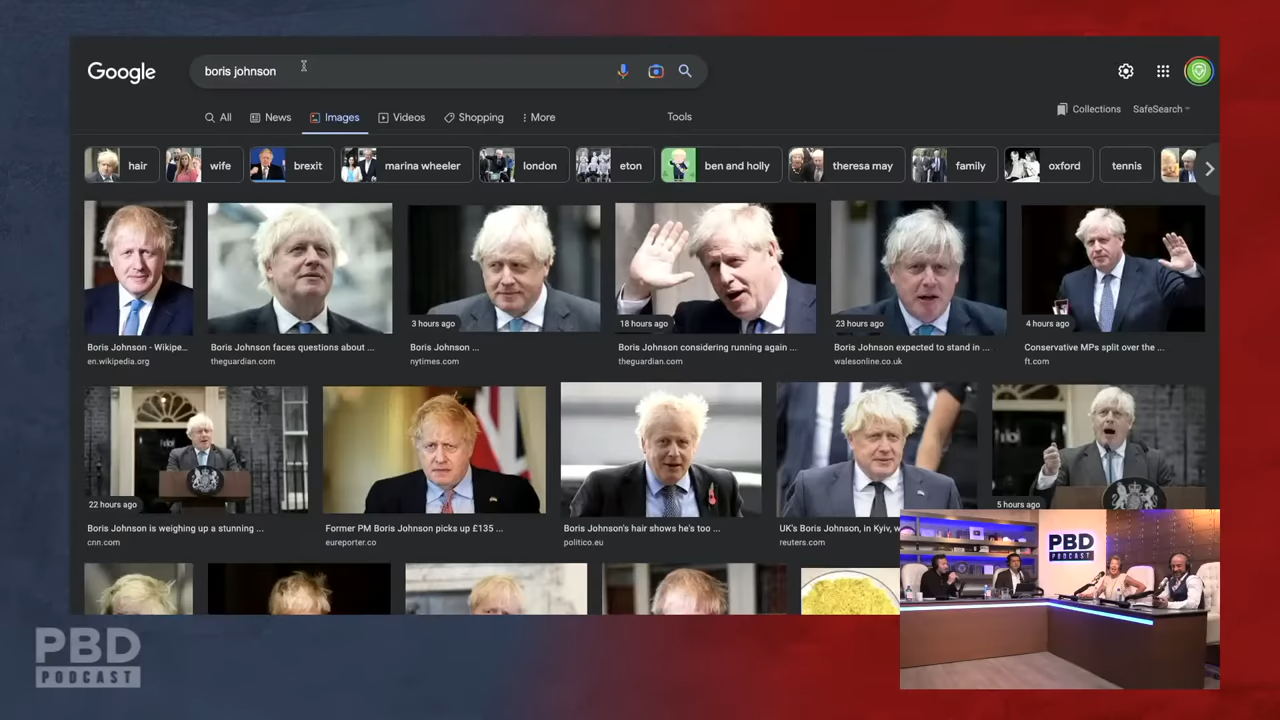 Google
boris johnson
All
News
Images
Videos
Shopping
More
Tools
Collections
SafeSearch
hair
wife
brexit
marina wheeler
london
eton
ben and holly
theresa may
family
oxford
tennis
3 hours ago
18 hours ago
23 hours ago
4 hours ago
Boris Johnson - Wikipe...
Boris Johnson faces questions about ...
Boris Johnson ...
Boris Johnson considering running again ...
Boris Johnson expected to stand in ...
Conservative MPs split over the ...
en.wikipedia.org
theguardian.com
nytimes.com
theguardian.com
walesonline.co.uk
ft.com
22 hours ago
5 hours ago
Boris Johnson is weighing up a stunning ...
Former PM Boris Johnson picks up £135 ...
Boris Johnson's hair shows he's too ...
UK's Boris Johnson, in Kyiv, w
cnn.com
eureporter.co
politico.eu
reuters.com
PBD
PODCAST
PBD
PODCAST